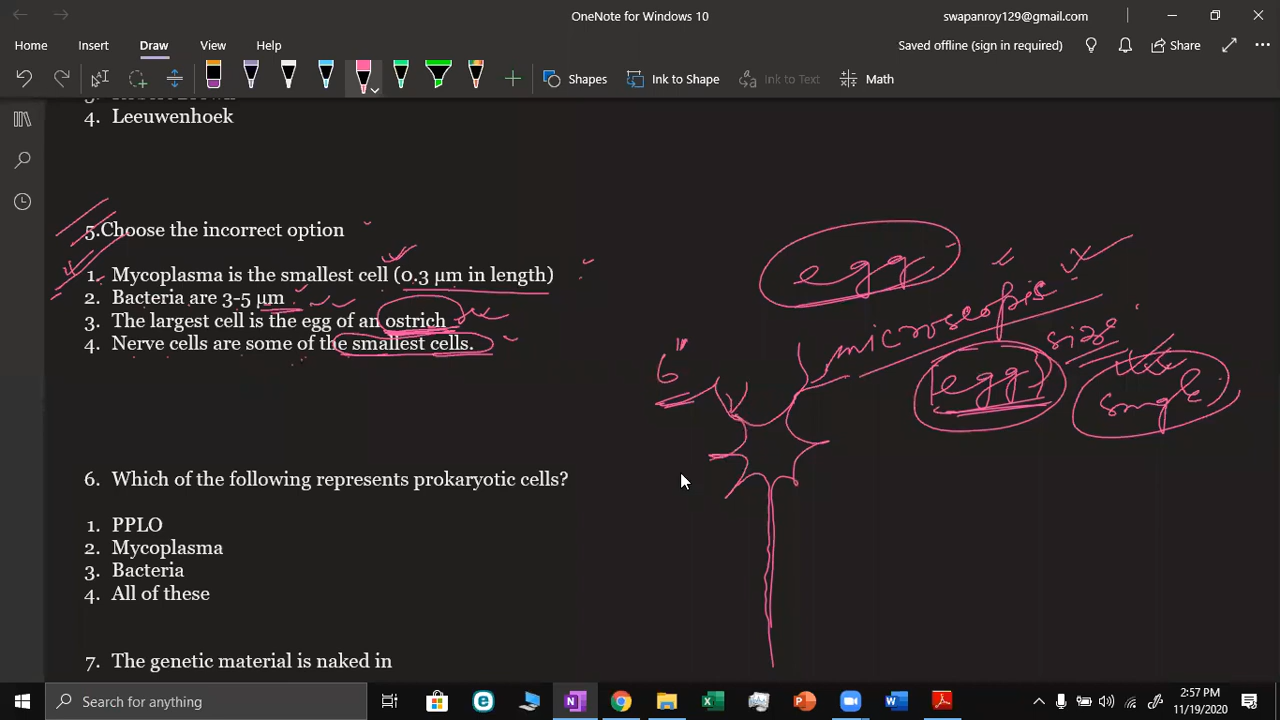 OneNote for Windows 10
swapanroy129@gmail.com
Home Insert Draw View Help
Saved offline (sign in required)
Share
Shapes
Ink to Shape
Ink to Text
Math
4. Leeuwenhoek
5.Choose the incorrect option
1. Mycoplasma is the smallest cell (0.3 μm in length)
2. Bacteria are 3-5 μm
3. The largest cell is the egg of an ostrich
4. Nerve cells are some of the smallest cells.
egg
microscopic
size
6"
egg
single
6. Which of the following represents prokaryotic cells?
1. PPLO
2. Mycoplasma
3. Bacteria
4. All of these
7. The genetic material is naked in
Search for anything
2:57 PM
11/19/2020